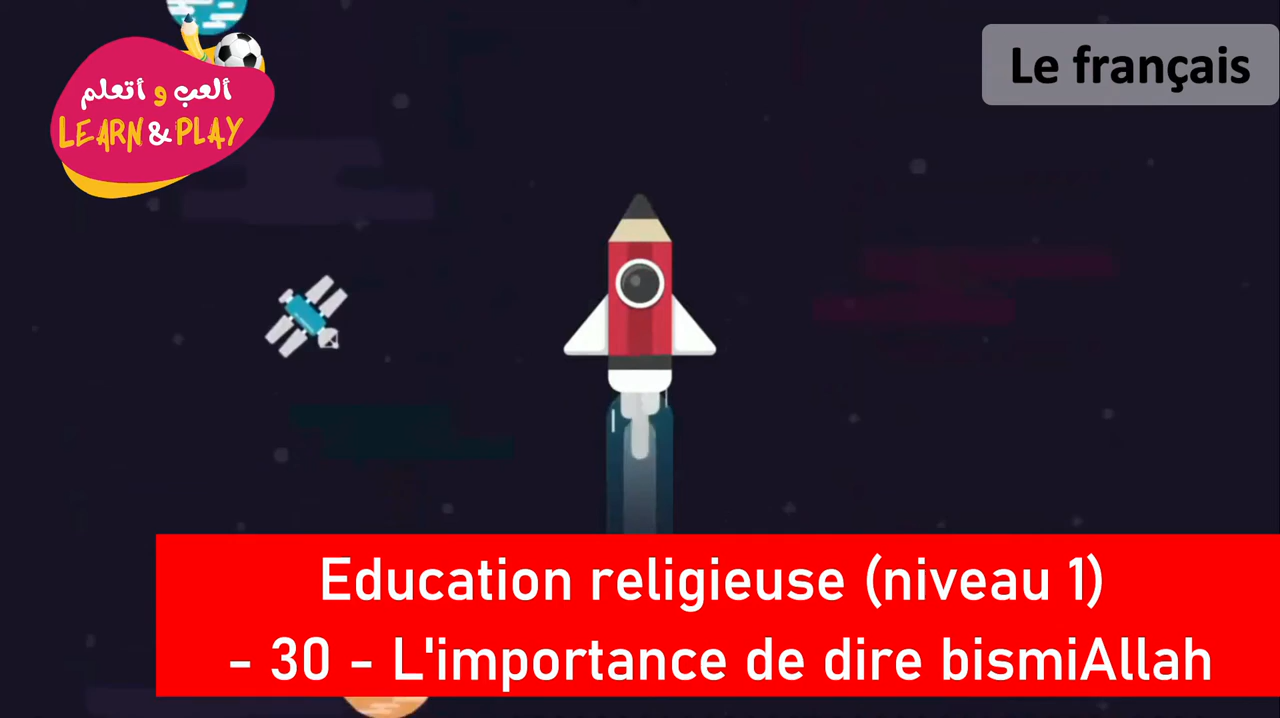 ألعب و أتعلم
LEARN & PLAY
Le français
Education religieuse (niveau 1)
- 30 - L'importance de dire bismiAllah